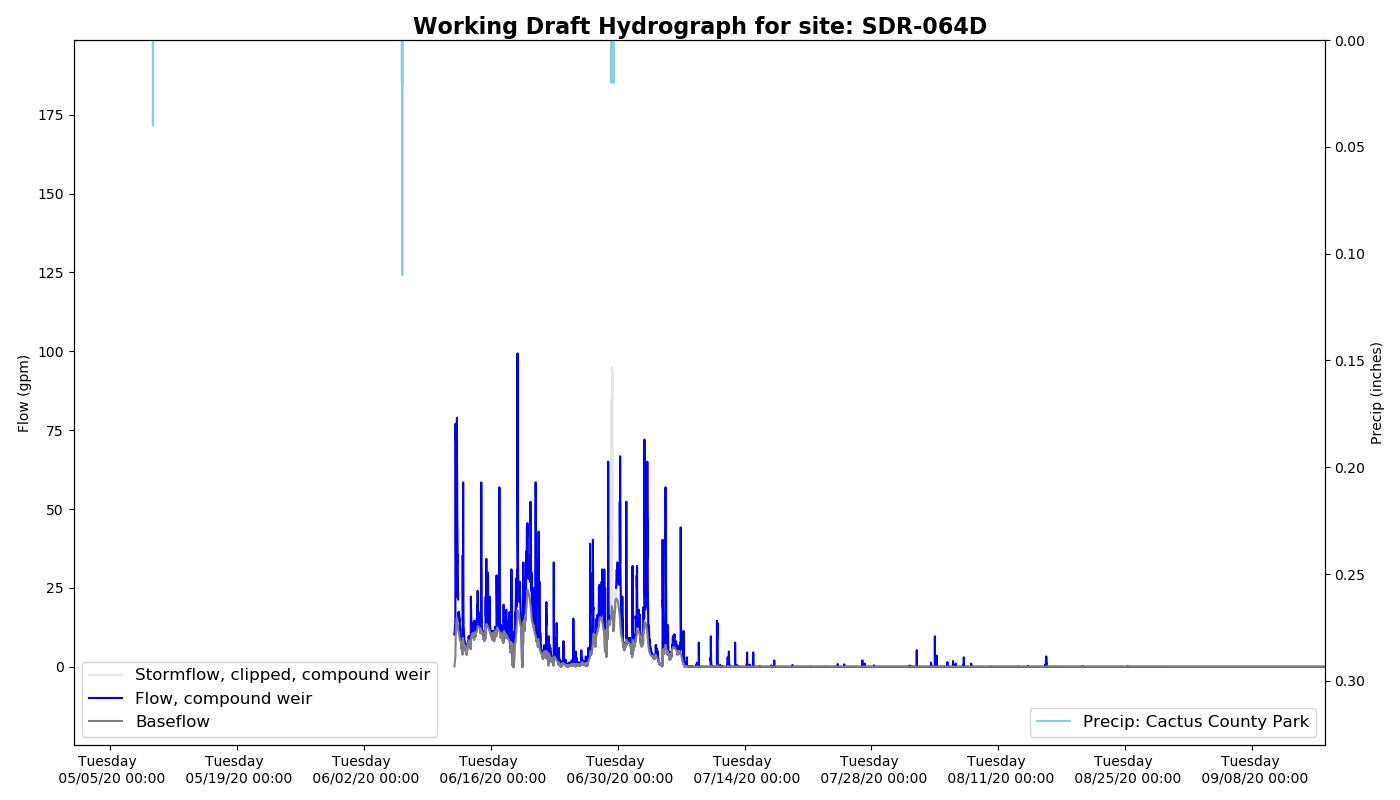 Working Draft Hydrograph for site: SDR-064D
0.00
175
0.05
150
125
0.10
100
0.15
Flow (gpm)
Precip (inches)
75
0.20
50
25
0.25
0
0.30
Stormflow, clipped, compound weir
Flow, compound weir
Baseflow
Precip: Cactus County Park
Tuesday
05/05/20 00:00
Tuesday
05/19/20 00:00
Tuesday
06/02/20 00:00
Tuesday
06/16/20 00:00
Tuesday
06/30/20 00:00
Tuesday
07/14/20 00:00
Tuesday
07/28/20 00:00
Tuesday
08/11/20 00:00
Tuesday
08/25/20 00:00
Tuesday
09/08/20 00:00